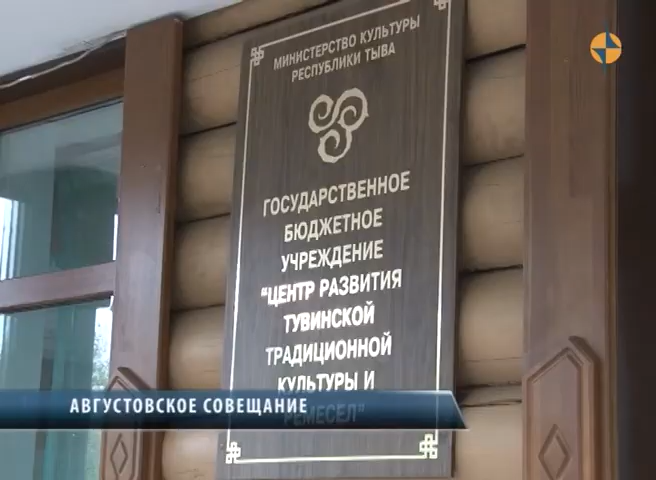 МИНИСТЕРСТВО КУЛЬТУРЫ
РЕСПУБЛИКИ ТЫВА
ГОСУДАРСТВЕННОЕ
БЮДЖЕТНОЕ
УЧРЕЖДЕНИЕ
"ЦЕНТР РАЗВИТИЯ
ТУВИНСКОЙ
ТРАДИЦИОННОЙ
КУЛЬТУРЫ И
РЕМЕСЕЛ"
АВГУСТОВСКОЕ СОВЕЩАНИЕ